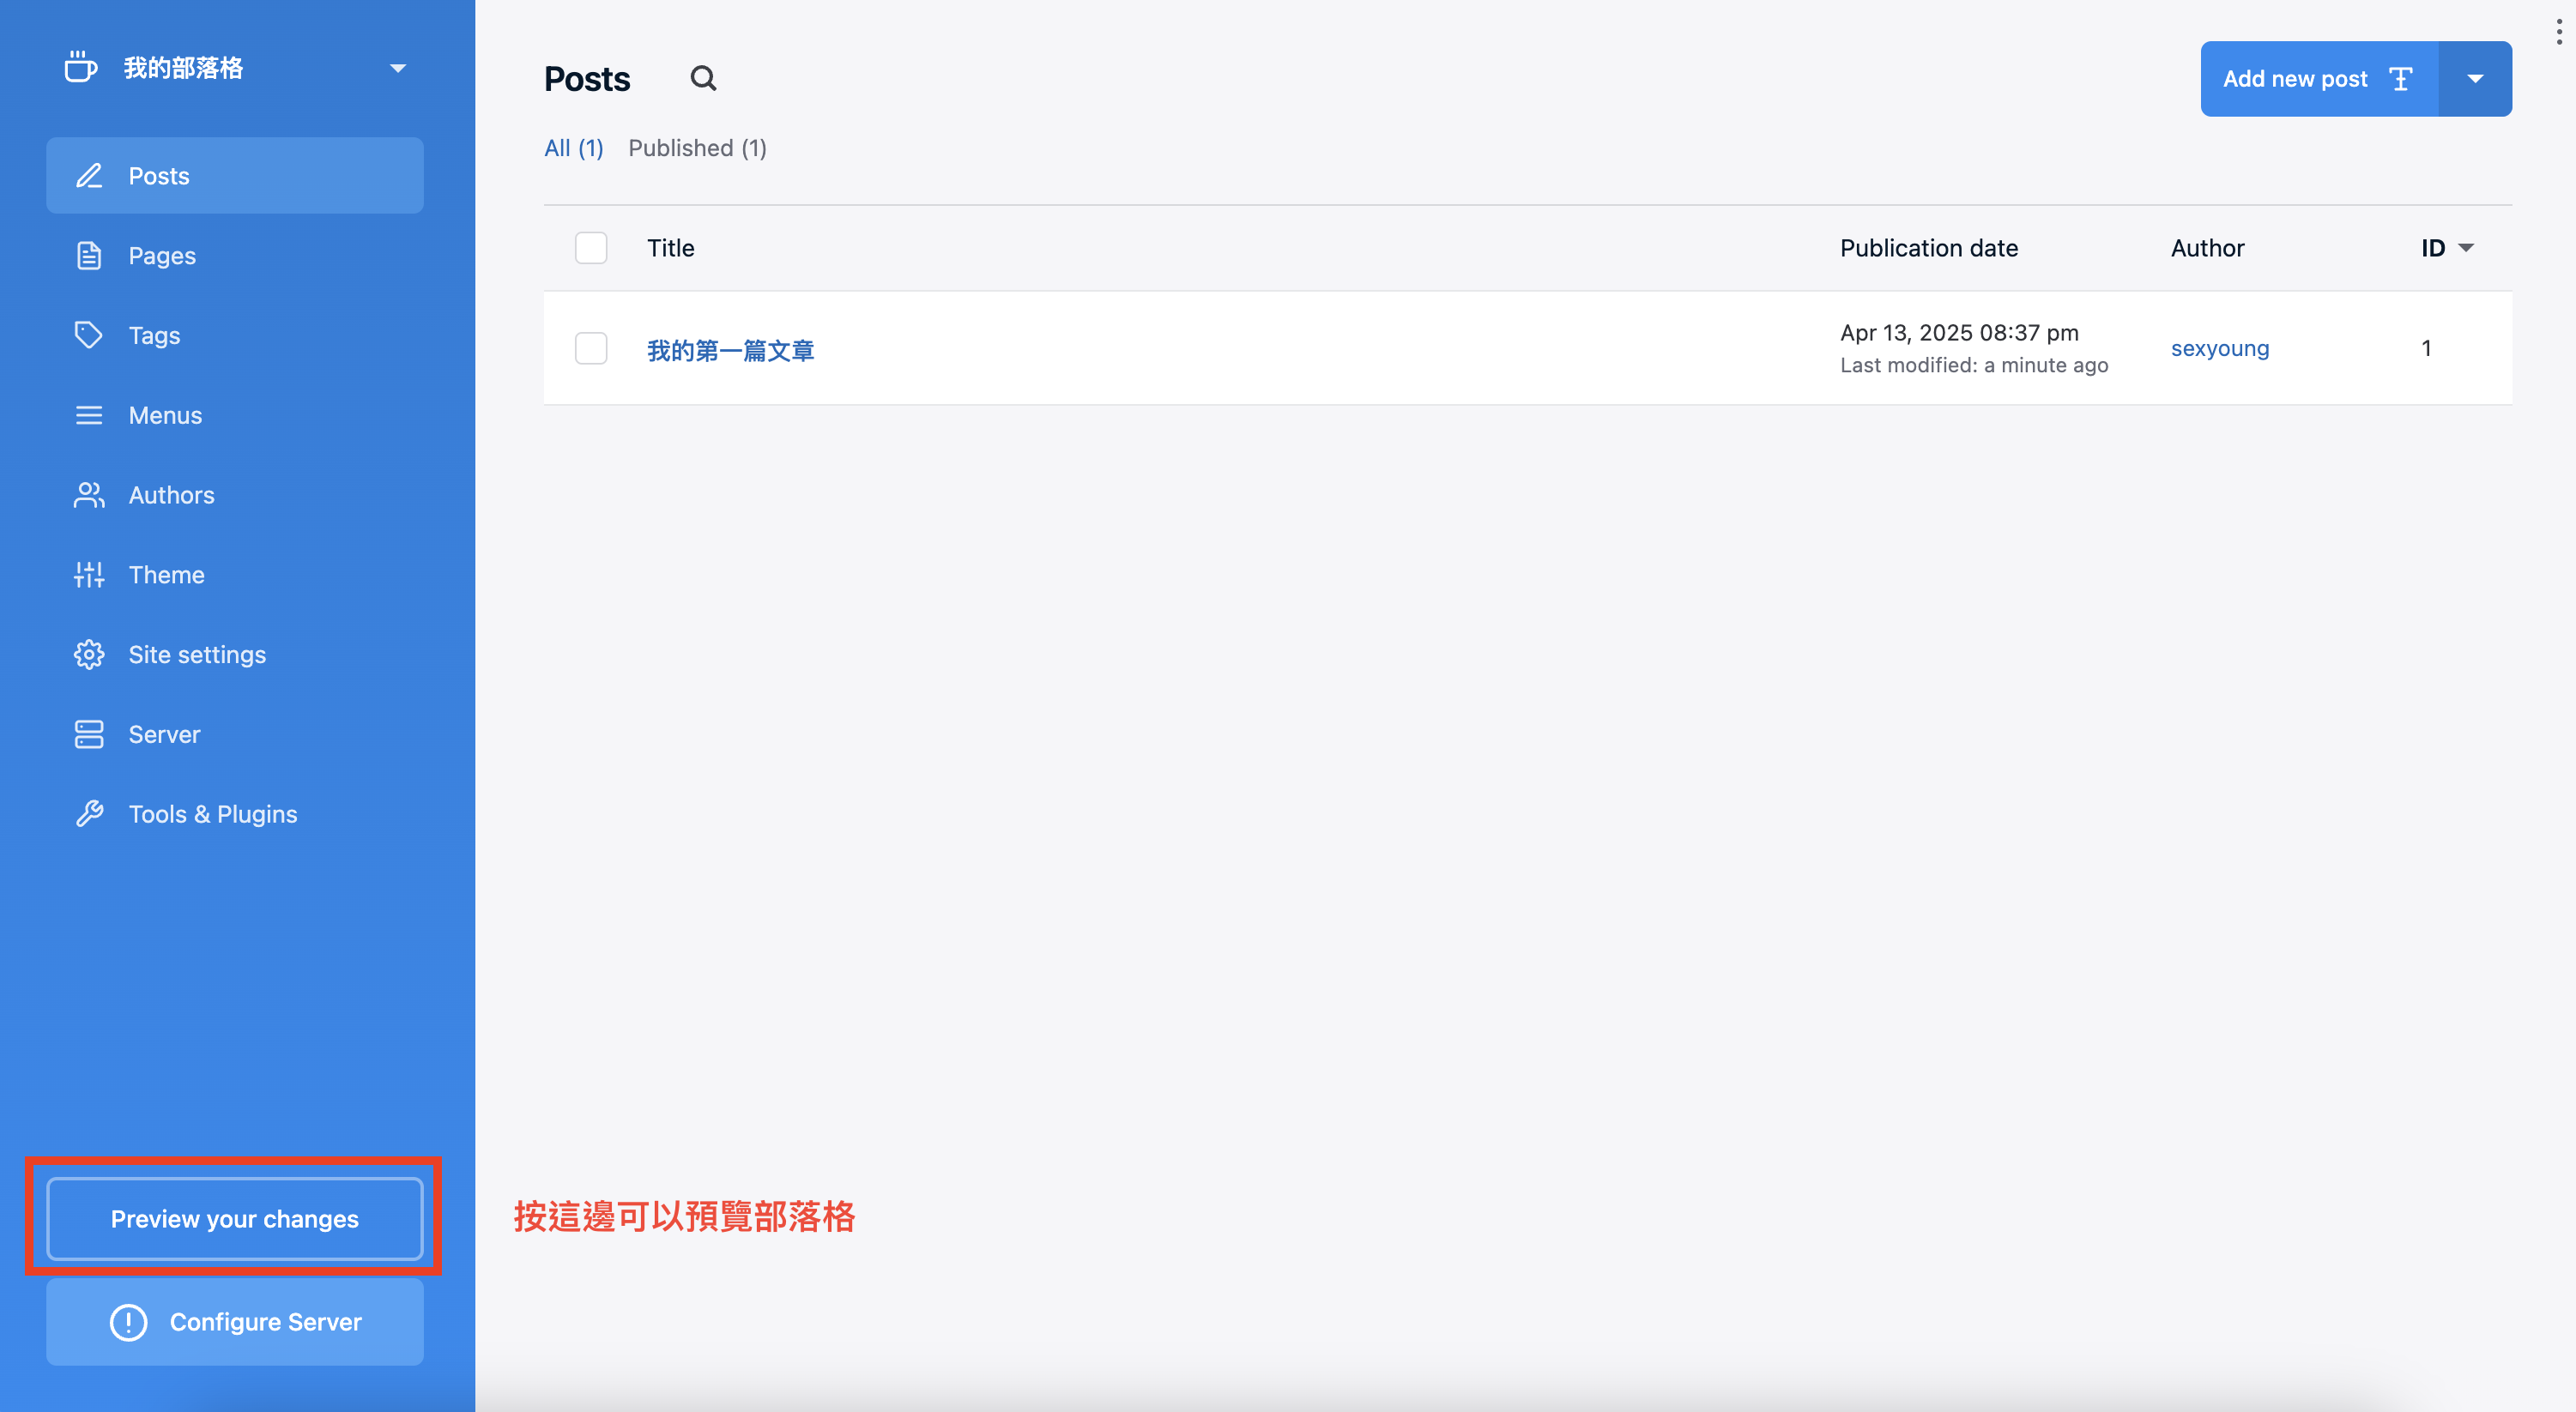 我的部落格
Posts
Pages
Tags
Menus
Authors
Theme
Site settings
Server
Tools & Plugins
Preview your changes
Configure Server
Posts
Add new post
All (1) Published (1)
Title Publication date Author ID
我的第一篇文章 Apr 13, 2025 08:37 pm sexyoung 1
Last modified: a minute ago
按這邊可以預覽部落格